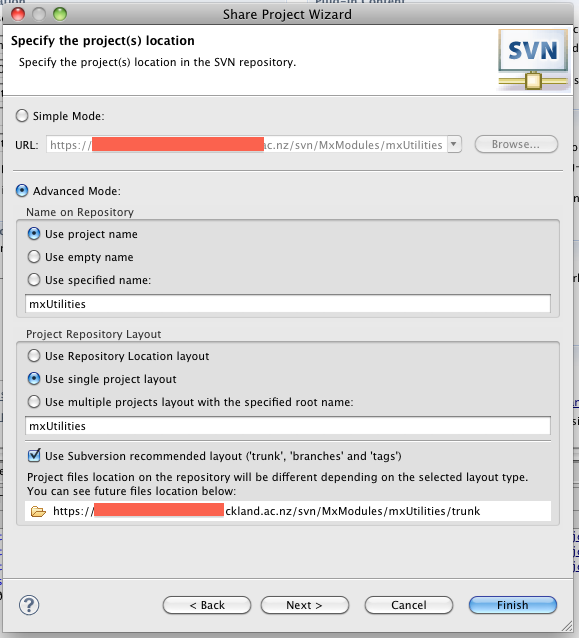 Share Project Wizard
Specify the project(s) location
Specify the project(s) location in the SVN repository.
SVN
Simple Mode:
URL: https:// ac.nz/svn/MxModules/mxUtilities Browse...
Advanced Mode:
Name on Repository
Use project name
Use empty name
Use specified name:
mxUtilities
Project Repository Layout
Use Repository Location layout
Use single project layout
Use multiple projects layout with the specified root name:
mxUtilities
Use Subversion recommended layout ('trunk', 'branches' and 'tags')
Project files location on the repository will be different depending on the selected layout type.
You can see future files location below:
https:// ckland.ac.nz/svn/MxModules/mxUtilities/trunk
? < Back Next > Cancel Finish